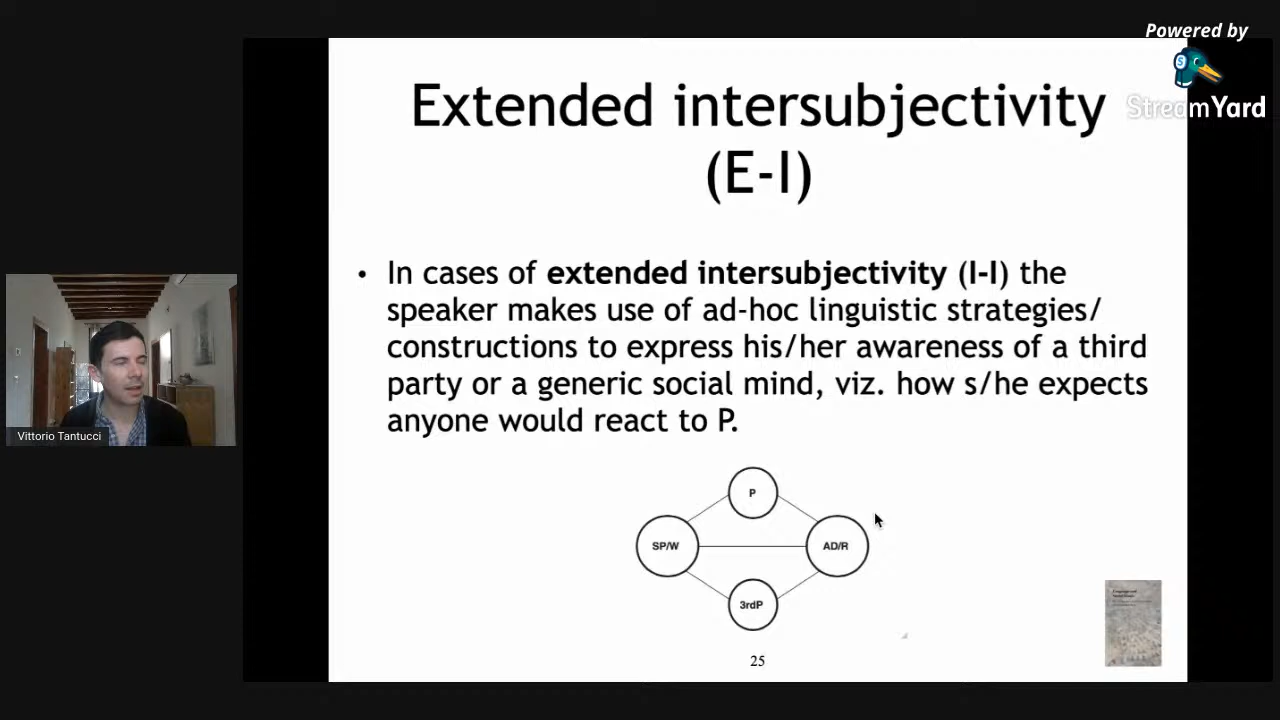 Powered by
StreamYard
Extended intersubjectivity
(E-I)
• In cases of extended intersubjectivity (I-I) the
speaker makes use of ad-hoc linguistic strategies/
constructions to express his/her awareness of a third
party or a generic social mind, viz. how s/he expects
anyone would react to P.
P
SP/W
AD/R
3rdP
25
Vittorio Tantucci